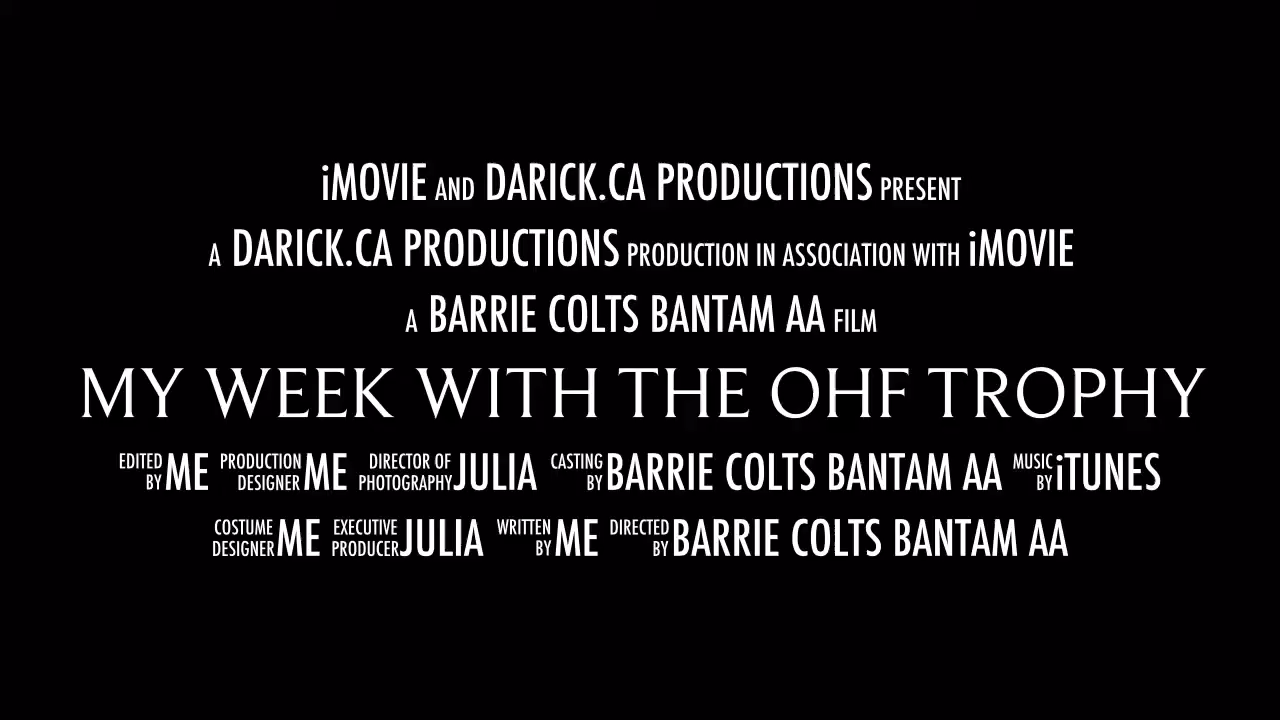 iMOVIE AND DARICK.CA PRODUCTIONS PRESENT
A DARICK.CA PRODUCTIONS PRODUCTION IN ASSOCIATION WITH iMOVIE
A BARRIE COLTS BANTAM AA FILM
MY WEEK WITH THE OHF TROPHY
EDITED BY ME PRODUCTION DESIGNER ME DIRECTOR OF PHOTOGRAPHY JULIA CASTING BY BARRIE COLTS BANTAM AA MUSIC BY iTUNES
COSTUME DESIGNER ME EXECUTIVE PRODUCER JULIA WRITTEN BY ME DIRECTED BY BARRIE COLTS BANTAM AA